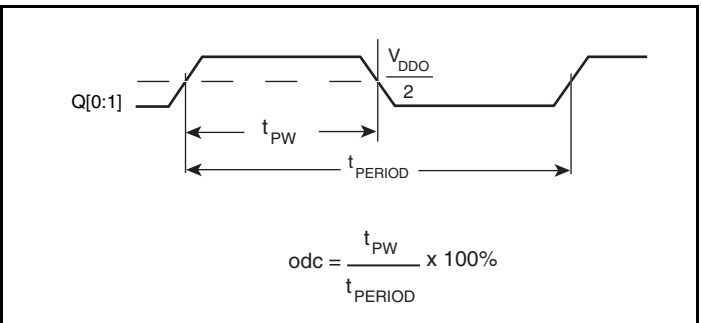 V_DDO
2
Q[0:1]
t_PW
t_PERIOD
odc = t_PW / t_PERIOD x 100%